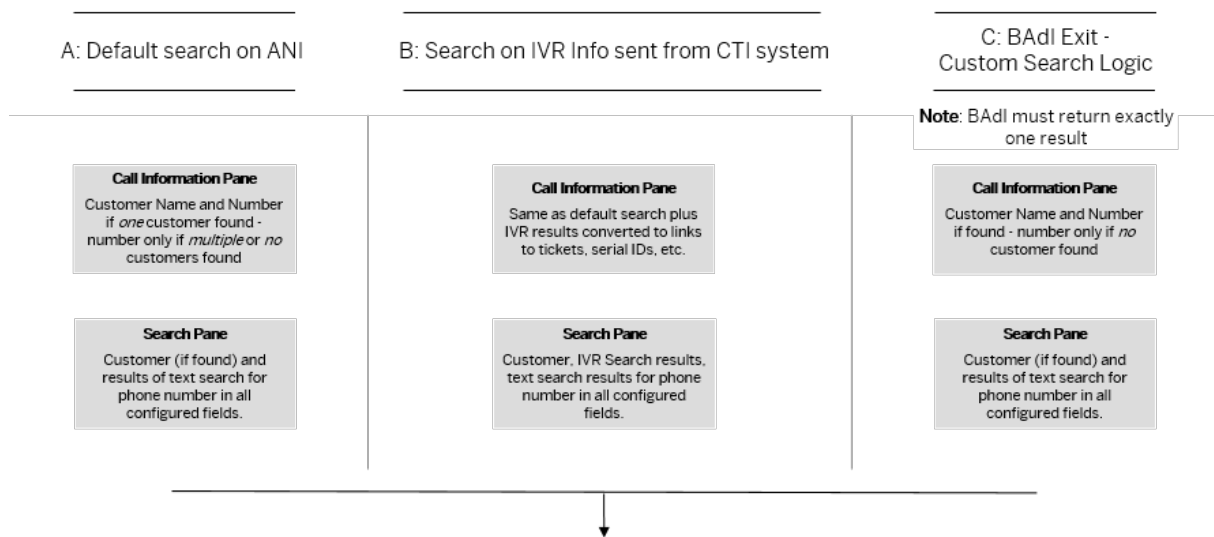 A: Default search on ANI
B: Search on IVR Info sent from CTI system
C: BAdI Exit -
Custom Search Logic
Note: BAdI must return exactly
one result
Call Information Pane
Customer Name and Number
if one customer found -
number only if multiple or no
customers found
Call Information Pane
Same as default search plus
IVR results converted to links
to tickets, serial IDs, etc.
Call Information Pane
Customer Name and Number
if found - number only if no
customer found
Search Pane
Customer (if found) and
results of text search for
phone number in all
configured fields.
Search Pane
Customer, IVR Search results,
text search results for phone
number in all configured
fields.
Search Pane
Customer (if found) and
results of text search for
phone number in all
configured fields.